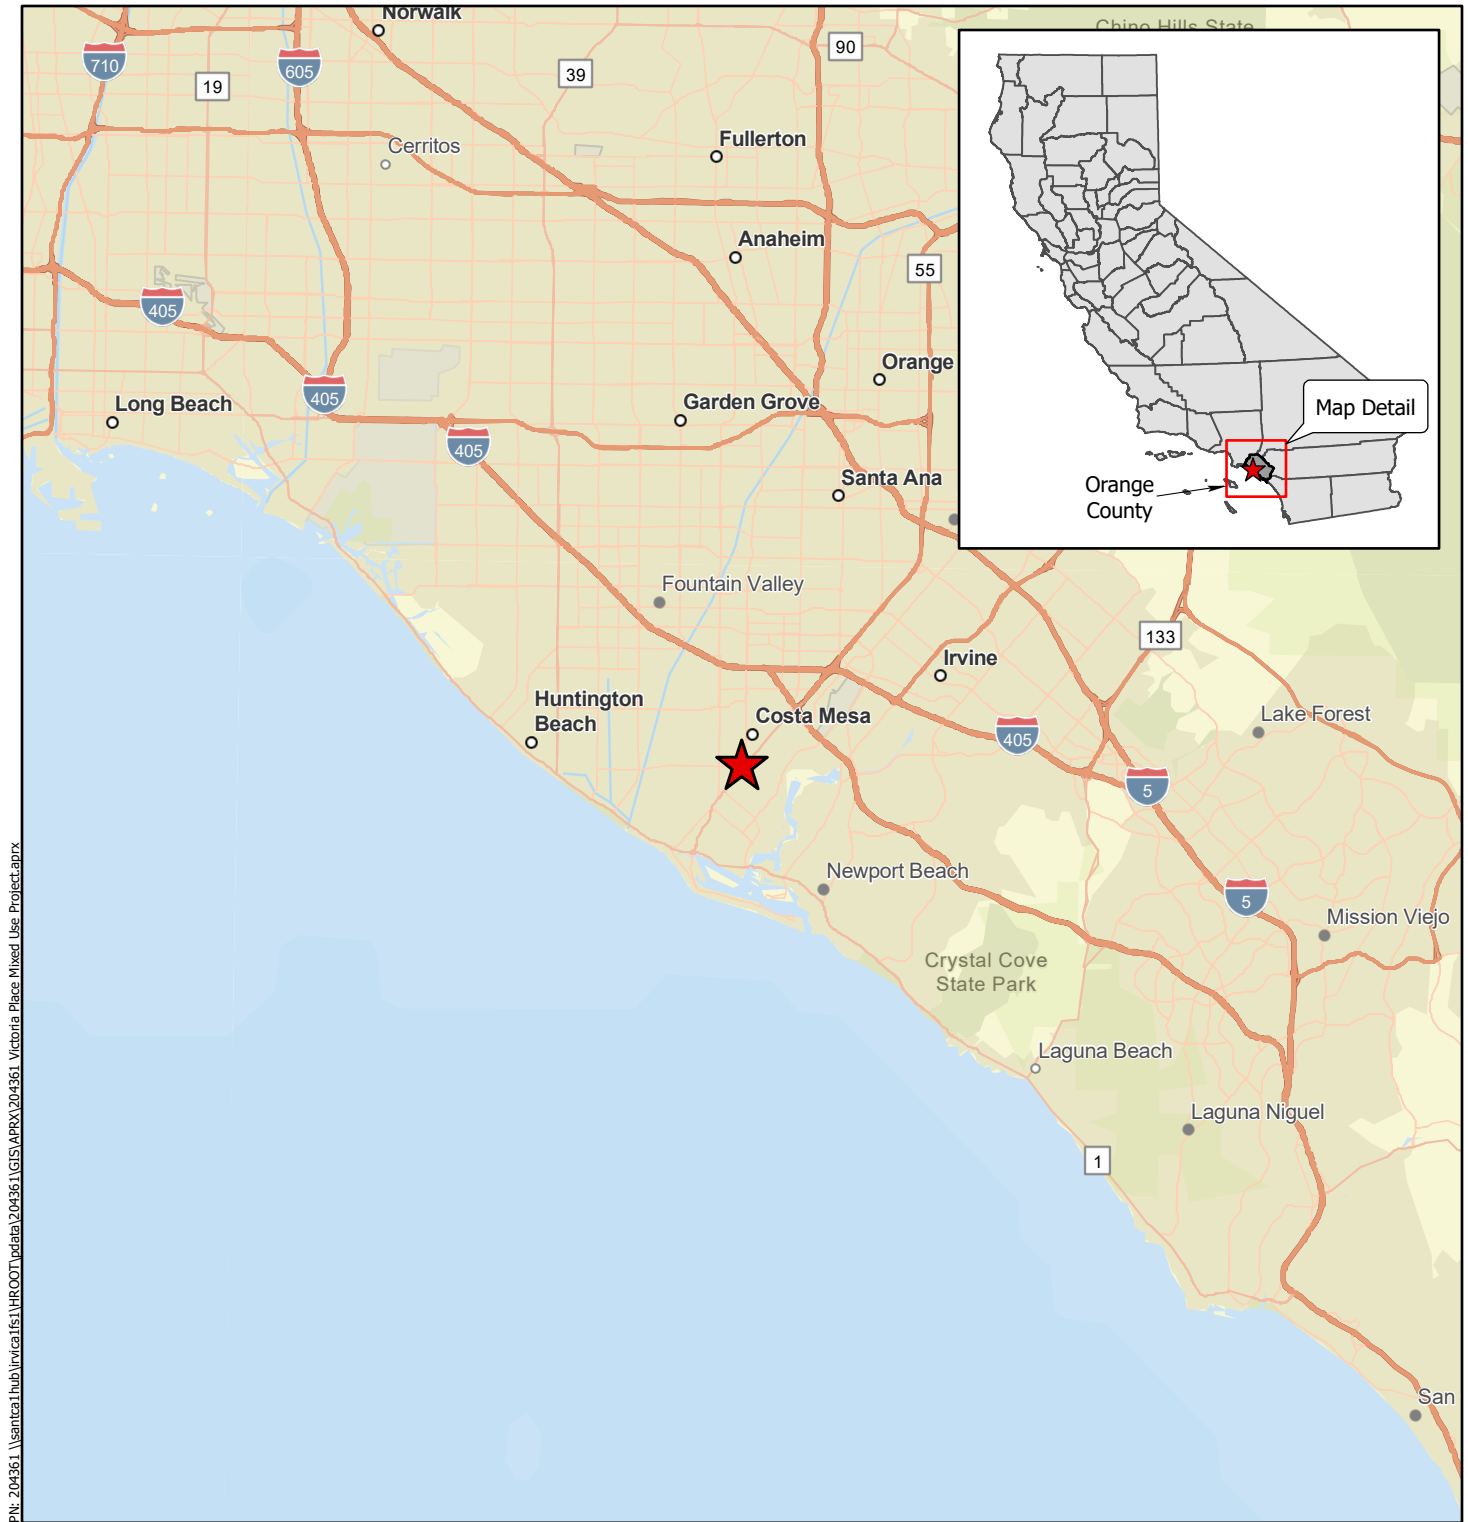 Norwalk
Chino Hills State
710
605
90
39
19
Cerritos
Fullerton
Anaheim
55
405
Orange
405
Long Beach
Garden Grove
405
Map Detail
Santa Ana
Orange
County
Fountain Valley
133
Irvine
Huntington
Beach
Costa Mesa
Lake Forest
405
5
Newport Beach
5
Mission Viejo
Crystal Cove
State Park
Laguna Beach
Laguna Niguel
1
San
PN: 204361 \\santca1hub\irvica1fs1\HROOT\pdata\204361\GIS\APRX\204361 Victoria Place Mixed Use Project.aprx